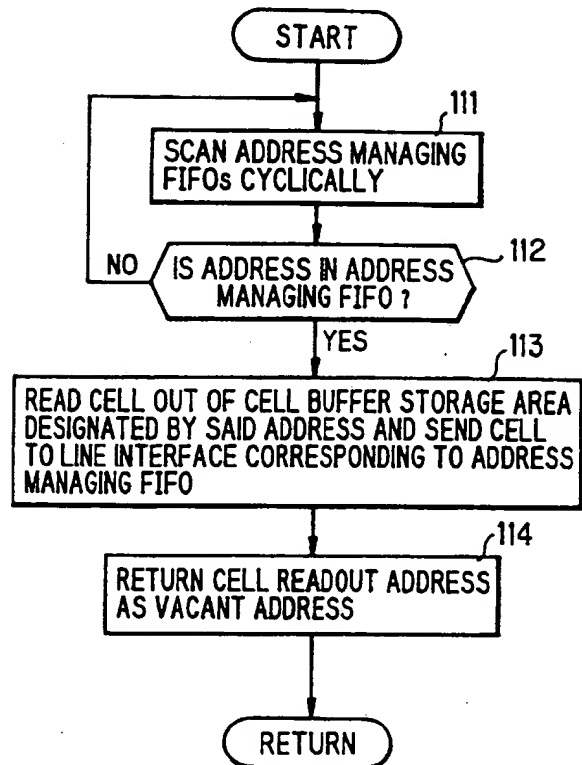 START
111
SCAN ADDRESS MANAGING
FIFOs CYCLICALLY
112
NO
IS ADDRESS IN ADDRESS
MANAGING FIFO ?
YES
113
READ CELL OUT OF CELL BUFFER STORAGE AREA
DESIGNATED BY SAID ADDRESS AND SEND CELL
TO LINE INTERFACE CORRESPONDING TO ADDRESS
MANAGING FIFO
114
RETURN CELL READOUT ADDRESS
AS VACANT ADDRESS
RETURN